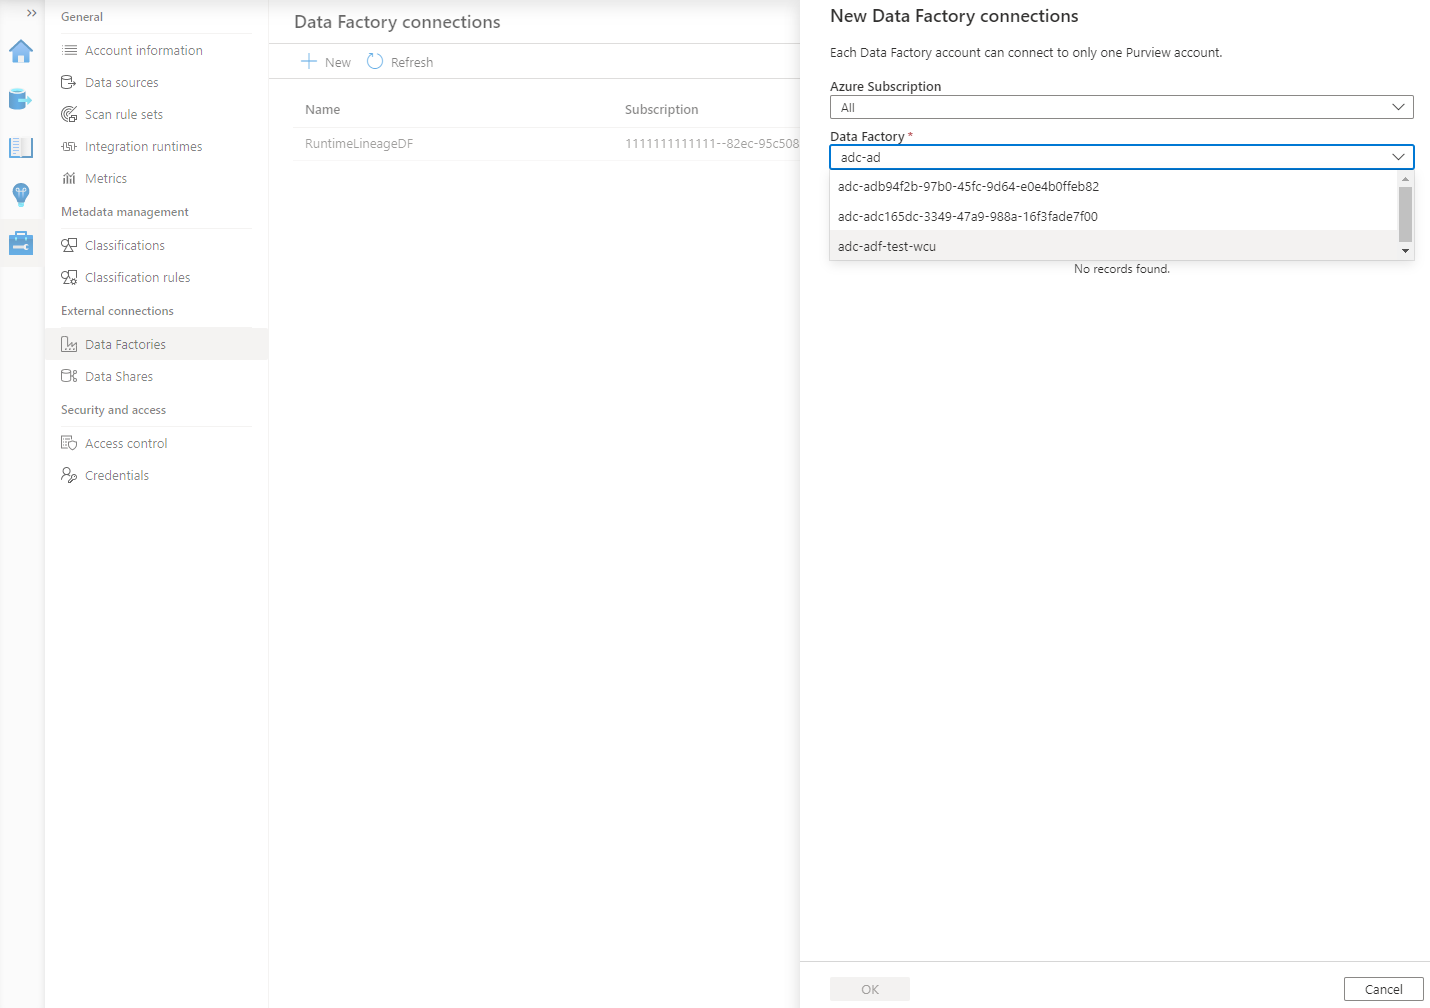 General
Account information
Data sources
Scan rule sets
Integration runtimes
Metrics
Metadata management
Classifications
Classification rules
External connections
Data Factories
Data Shares
Security and access
Access control
Credentials
Data Factory connections
New Refresh
Name Subscription
RuntimeLineageDF 1111111111111--82ec-95c508
New Data Factory connections
Each Data Factory account can connect to only one Purview account.
Azure Subscription
All
Data Factory *
adc-ad
adc-adb94f2b-97b0-45fc-9d64-e0e4b0ffeb82
adc-adc165dc-3349-47a9-988a-16f3fade7f00
adc-adf-test-wcu
No records found.
OK Cancel